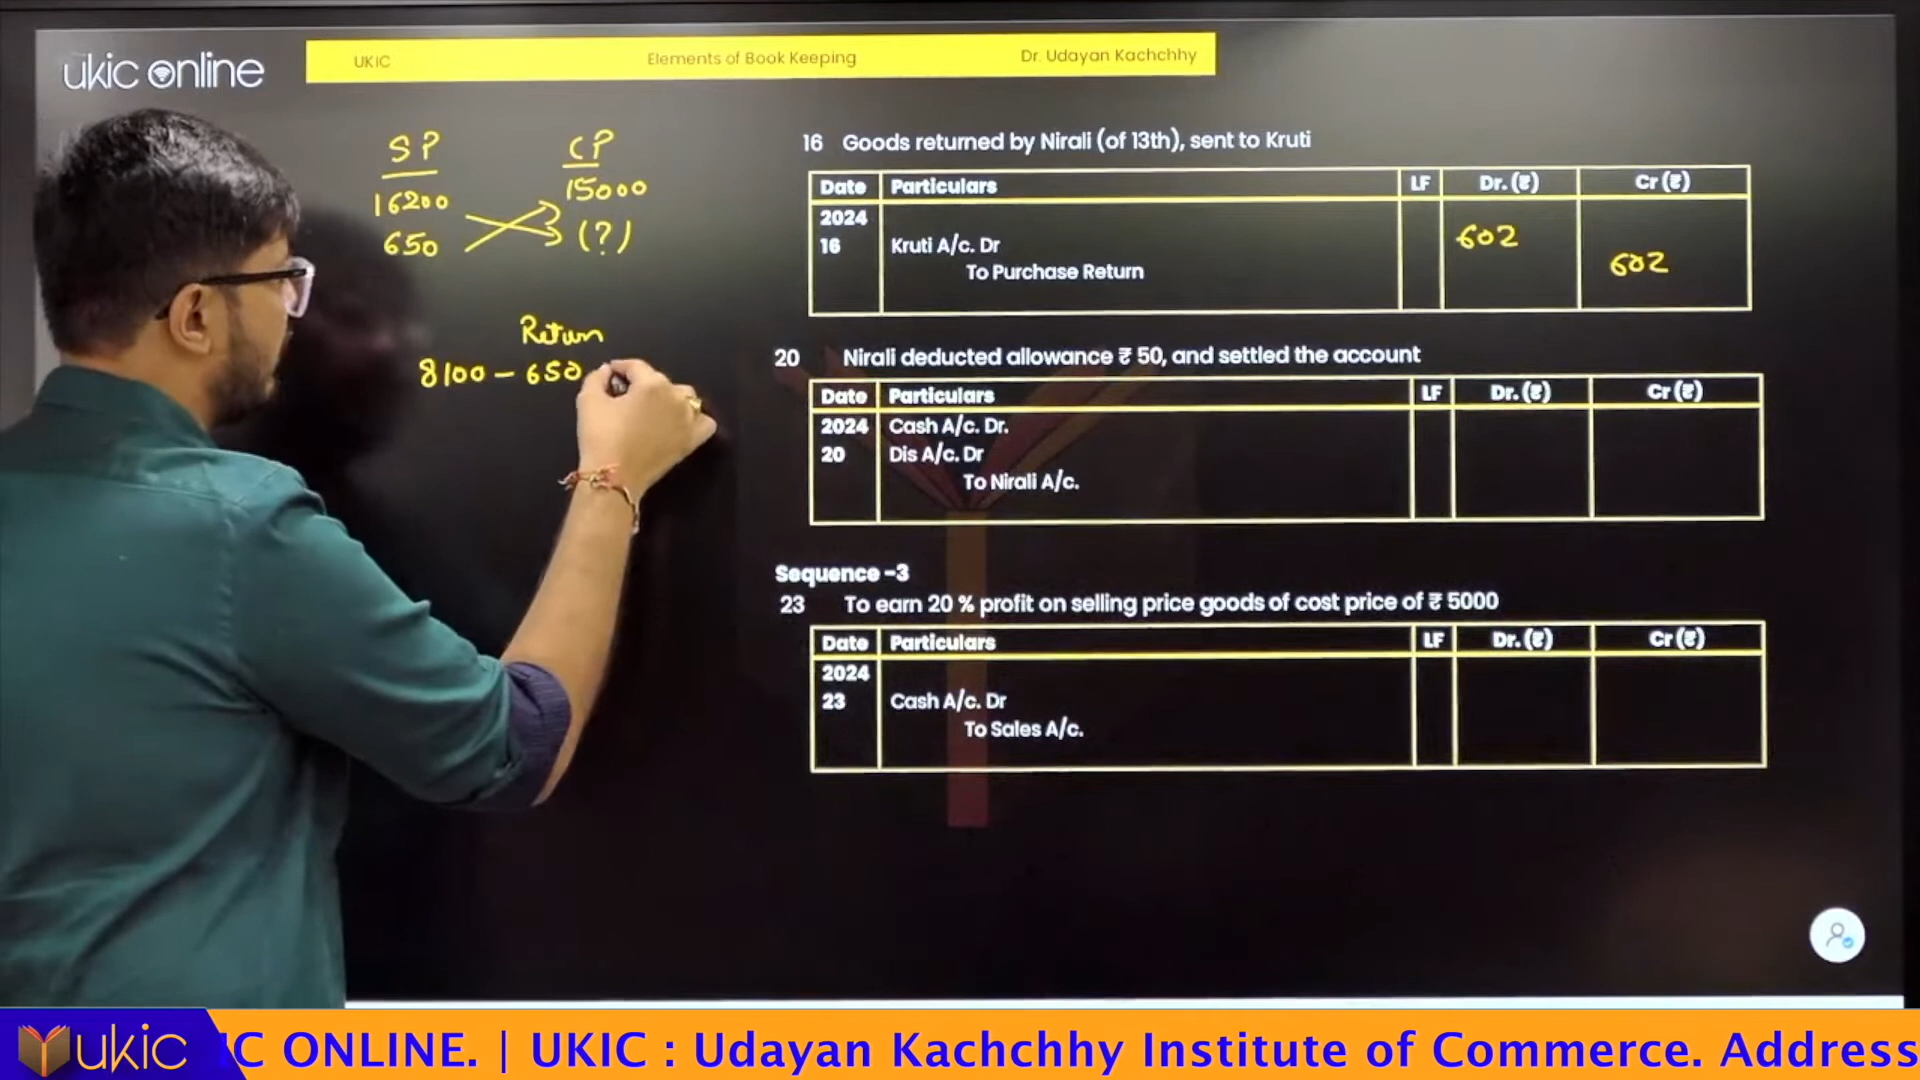 ukic online
UKIC Elements of Book Keeping Dr. Udayan Kachchhy
SP CP
16200 15000
650 (?)
Return
8100 - 650
16 Goods returned by Nirali (of 13th), sent to Kruti
Date Particulars LF Dr. (₹) Cr (₹)
2024
16 Kruti A/c. Dr 602
To Purchase Return 602
20 Nirali deducted allowance ₹ 50, and settled the account
Date Particulars LF Dr. (₹) Cr (₹)
2024 Cash A/c. Dr.
20 Dis A/c. Dr
To Nirali A/c.
Sequence -3
23 To earn 20 % profit on selling price goods of cost price of ₹ 5000
Date Particulars LF Dr. (₹) Cr (₹)
2024
23 Cash A/c. Dr
To Sales A/c.
ukic IC ONLINE. | UKIC : Udayan Kachchhy Institute of Commerce. Address